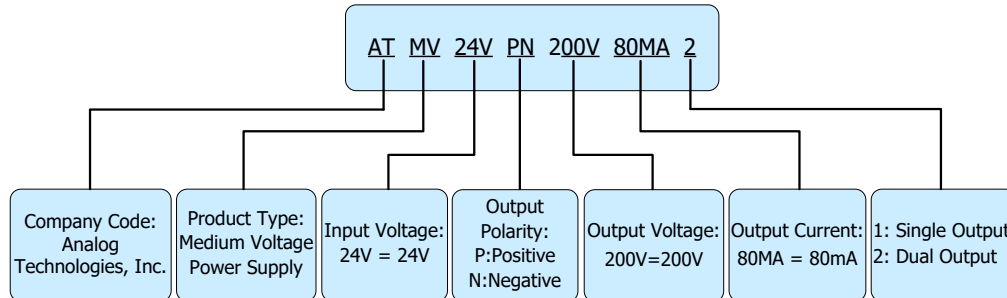 AT MV 24V PN 200V 80MA 2
Company Code:
Analog
Technologies, Inc.
Product Type:
Medium Voltage
Power Supply
Input Voltage:
24V = 24V
Output
Polarity:
P:Positive
N:Negative
Output Voltage:
200V=200V
Output Current:
80MA = 80mA
1: Single Output
2: Dual Output